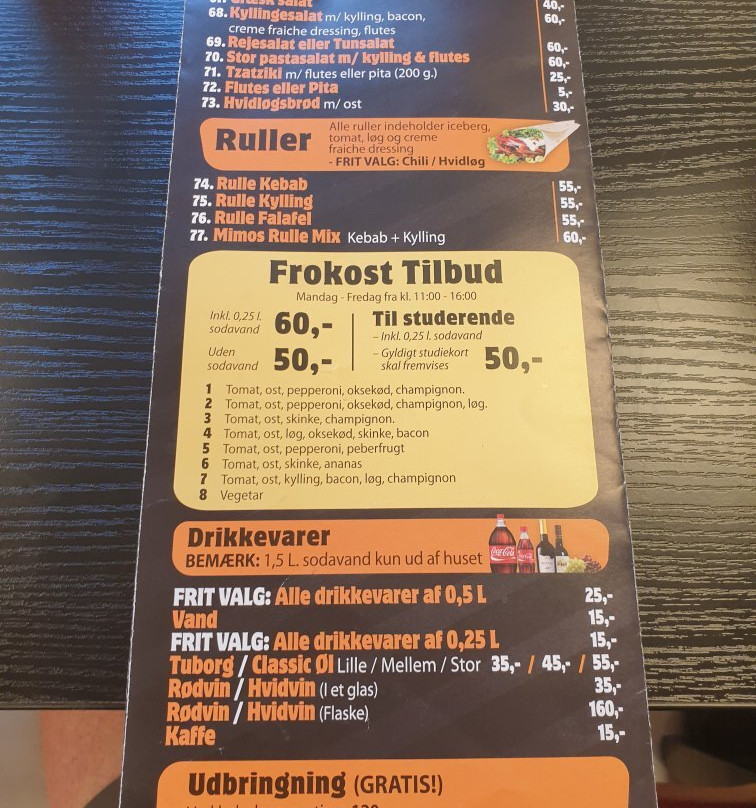 salat 40,-
68. Kyllingesalat m/ kylling, bacon, 60,-
creme fraiche dressing, flutes
69. Rejesalat eller Tunsalat 60,-
70. Stor pastasalat m/ kylling & flutes 60,-
71. Tzatziki m/ flutes eller pita (200 g.) 25,-
72. Flutes eller Pita 5,-
73. Hvidløgsbrød m/ ost 30,-
Ruller
Alle ruller indeholder iceberg,
tomat, løg og creme
fraiche dressing
- FRIT VALG: Chili / Hvidløg
74. Rulle Kebab 55,-
75. Rulle Kylling 55,-
76. Rulle Falafel 55,-
77. Mimos Rulle Mix Kebab + Kylling 60,-
Frokost Tilbud
Mandag - Fredag fra kl. 11:00 - 16:00
Inkl. 0,25 l.
sodavand 60,-
Uden
sodavand 50,-
Til studerende
– Inkl. 0,25 l. sodavand
– Gyldigt studiekort
skal fremvises 50,-
1 Tomat, ost, pepperoni, oksekød, champignon.
2 Tomat, ost, pepperoni, oksekød, champignon, løg.
3 Tomat, ost, skinke, champignon.
4 Tomat, ost, løg, oksekød, skinke, bacon
5 Tomat, ost, pepperoni, peberfrugt
6 Tomat, ost, skinke, ananas
7 Tomat, ost, kylling, bacon, løg, champignon
8 Vegetar
Drikkevarer
BEMÆRK: 1,5 L. sodavand kun ud af huset
Coca-Cola
FRIT VALG: Alle drikkevarer af 0,5 L 25,-
Vand 15,-
FRIT VALG: Alle drikkevarer af 0,25 L 15,-
Tuborg / Classic Øl Lille / Mellem / Stor 35,- / 45,- / 55,-
Rødvin / Hvidvin (I et glas) 35,-
Rødvin / Hvidvin (Flaske) 160,-
Kaffe 15,-
Udbringning (GRATIS!)